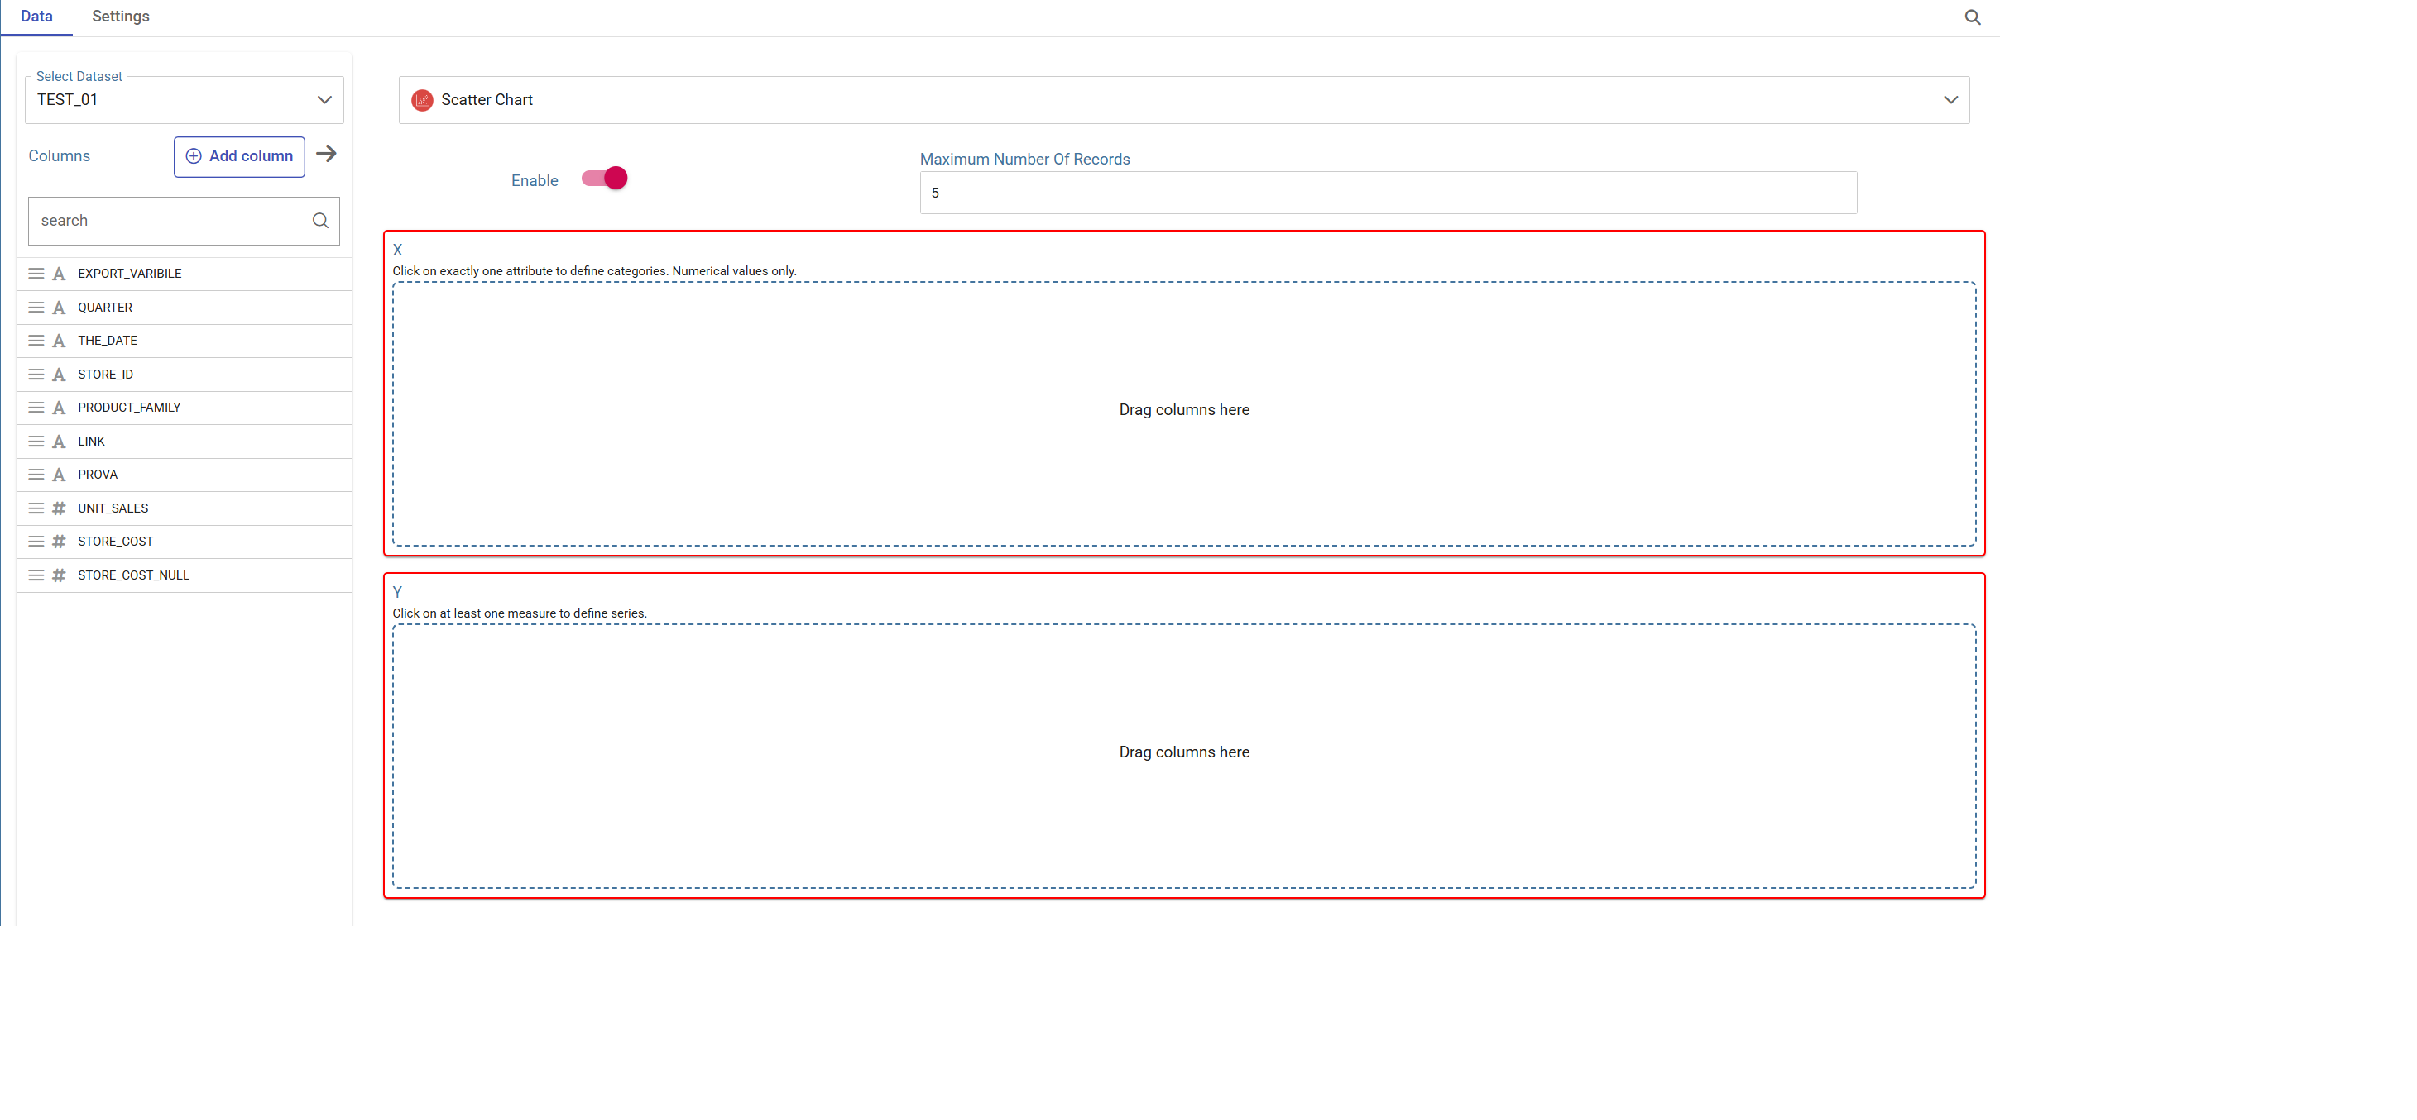 Data
Settings
Select Dataset
TEST_01
Columns
Add column
search
EXPORT_VARIBILE
QUARTER
THE_DATE
STORE_ID
PRODUCT_FAMILY
LINK
PROVA
UNIT_SALES
STORE_COST
STORE_COST_NULL
Scatter Chart
Enable
Maximum Number Of Records
5
X
Click on exactly one attribute to define categories. Numerical values only.
Drag columns here
Y
Click on at least one measure to define series.
Drag columns here